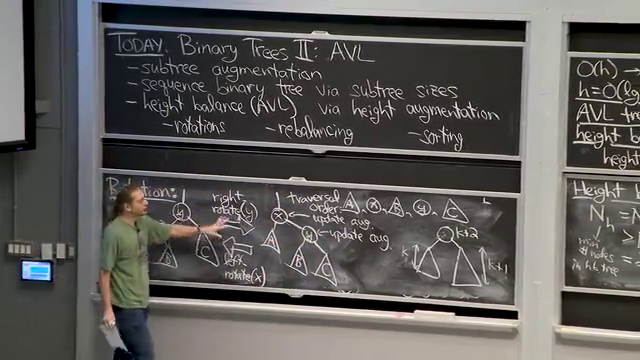 TODAY: Binary Trees II: AVL
- subtree augmentation
- sequence binary tree via subtree sizes
- height balance (AVL) via height augmentation
- rotations - rebalancing - sorting
Rotation:
right
rotate(y)
left
rotate(x)
y
A
C
x
y
A
B
C
traversal
order: A, x, B, y, C
update aug.
update aug.
k+2
k
k+1
O(h)
h = O(lg
AVL
height b
height
Height
N
min
# nodes
in ht tree